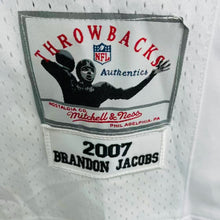 THROWBACKS
NFL
Authentics
NOSTALGIA CO.
Mitchell & Ness
PHILADELPHIA, PA
2007
BRANDON JACOBS